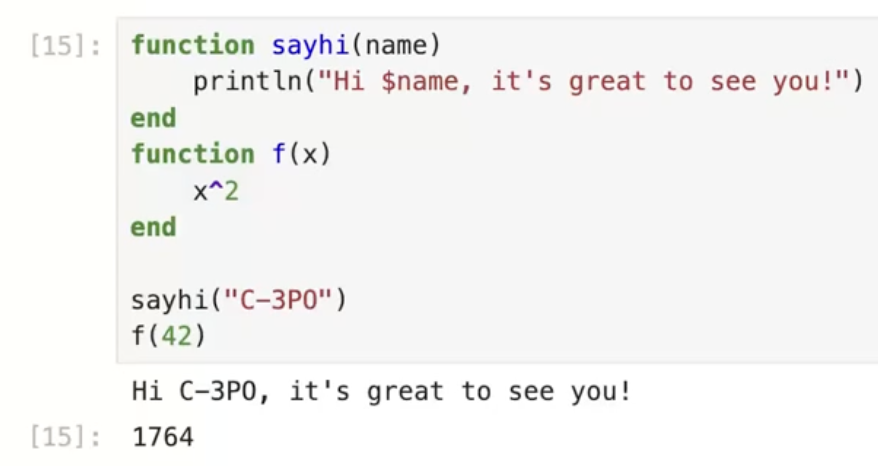 [15]: function sayhi(name)
    println("Hi $name, it's great to see you!")
end
function f(x)
    x^2
end

sayhi("C-3PO")
f(42)
Hi C-3PO, it's great to see you!
[15]: 1764